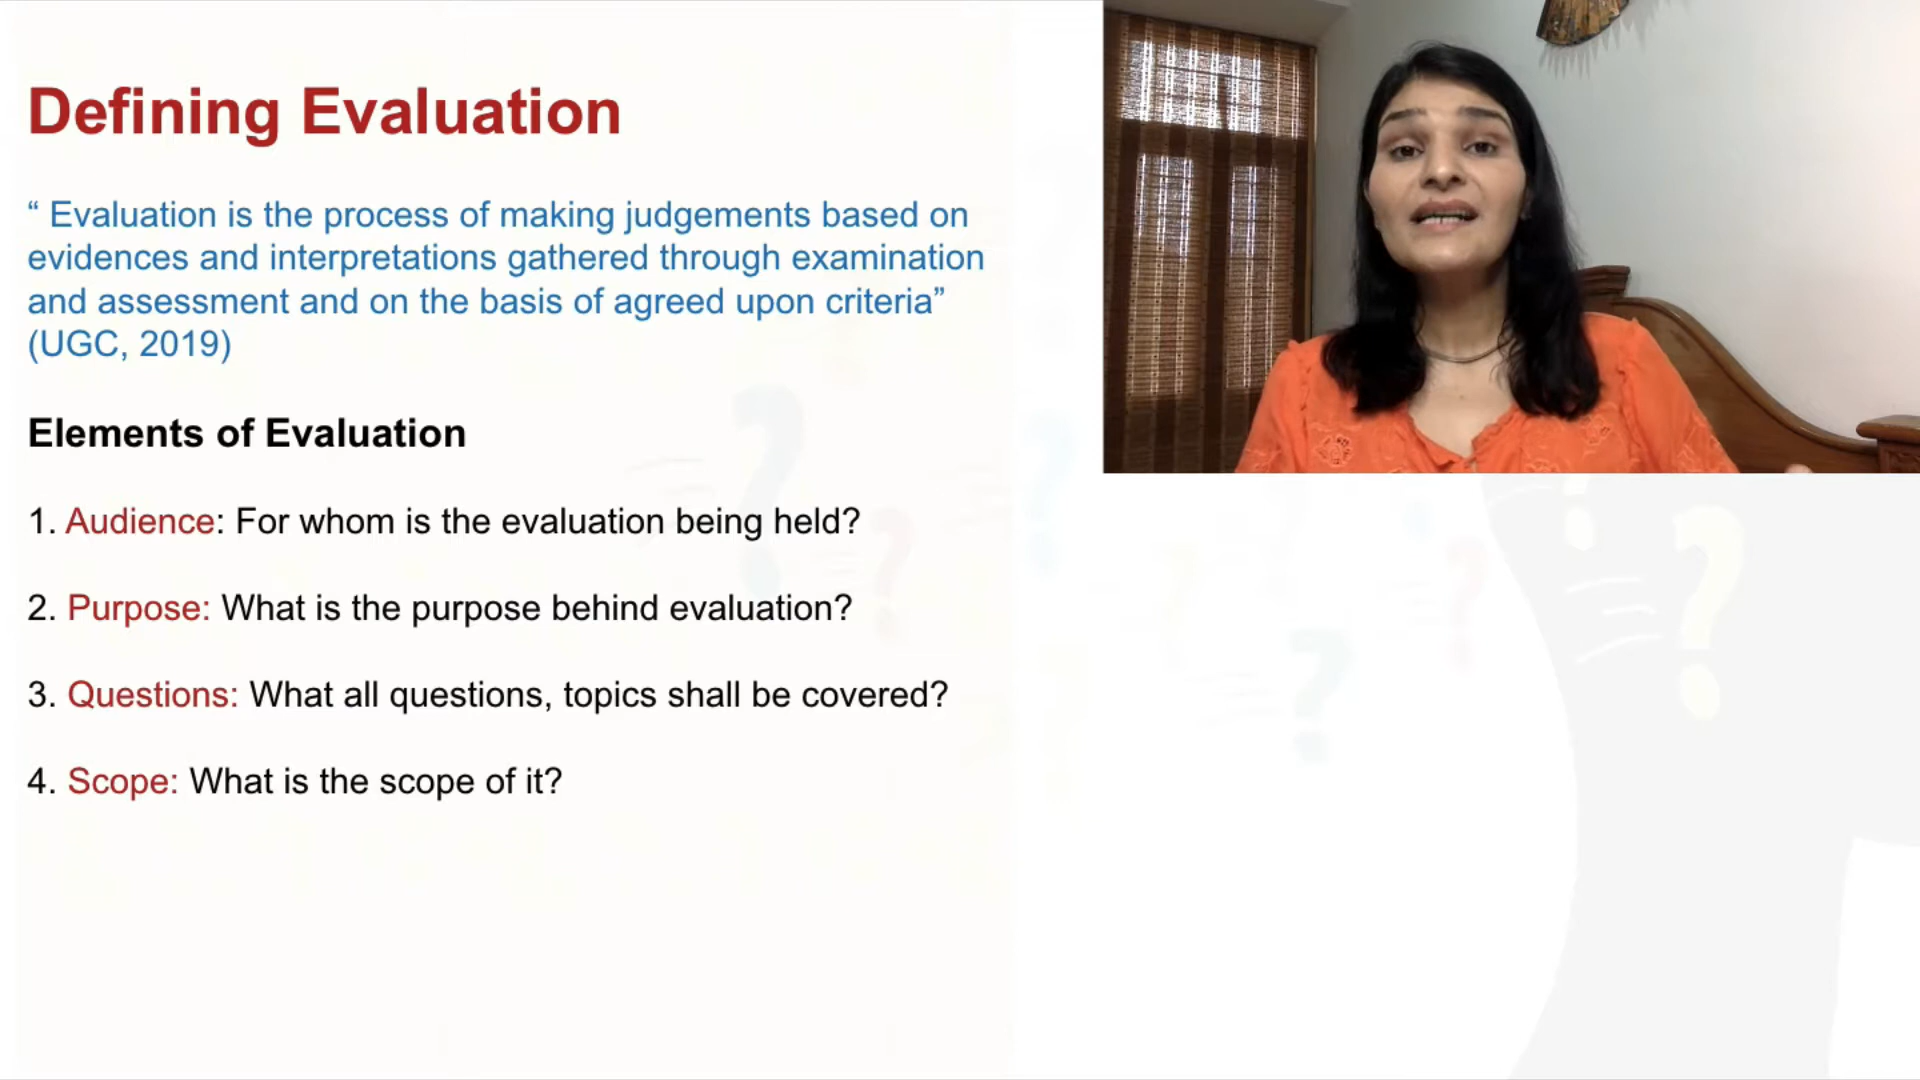 Defining Evaluation
“ Evaluation is the process of making judgements based on
evidences and interpretations gathered through examination
and assessment and on the basis of agreed upon criteria”
(UGC, 2019)
Elements of Evaluation
1. Audience: For whom is the evaluation being held?
2. Purpose: What is the purpose behind evaluation?
3. Questions: What all questions, topics shall be covered?
4. Scope: What is the scope of it?